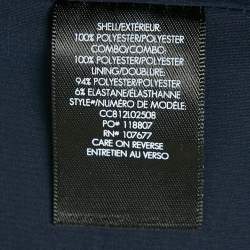 SHELL/EXTÉRIEUR:
100% POLYESTER/POLYESTER
COMBO/COMBO:
100% POLYESTER/POLYESTER
LINING/DOUBLURE:
94% POLYESTER/POLYESTER
6% ELASTANE/ÉLASTHANNE
STYLE#/NUMÉRO DE MODÈLE:
CC812L02508
PO# 118807
RN# 107677
CARE ON REVERSE
ENTRETIEN AU VERSO